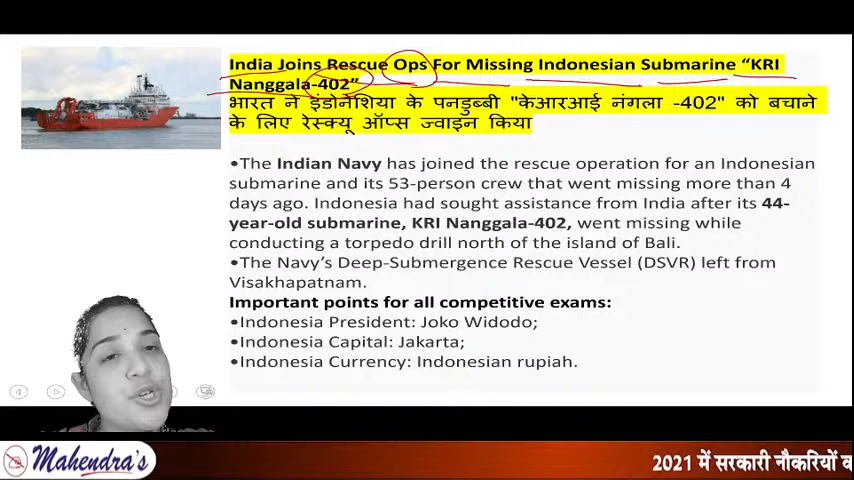 India Joins Rescue Ops For Missing Indonesian Submarine “KRI
Nanggala-402”
भारत ने इंडोनेशिया के पनडुब्बी "केआरआई नंगला -402" को बचाने
के लिए रेस्क्यू ऑप्स ज्वाइन किया
•The Indian Navy has joined the rescue operation for an Indonesian
submarine and its 53-person crew that went missing more than 4
days ago. Indonesia had sought assistance from India after its 44-
year-old submarine, KRI Nanggala-402, went missing while
conducting a torpedo drill north of the island of Bali.
•The Navy’s Deep-Submergence Rescue Vessel (DSVR) left from
Visakhapatnam.
Important points for all competitive exams:
•Indonesia President: Joko Widodo;
•Indonesia Capital: Jakarta;
•Indonesia Currency: Indonesian rupiah.
Mahendra's
2021 में सरकारी नौकरियों व